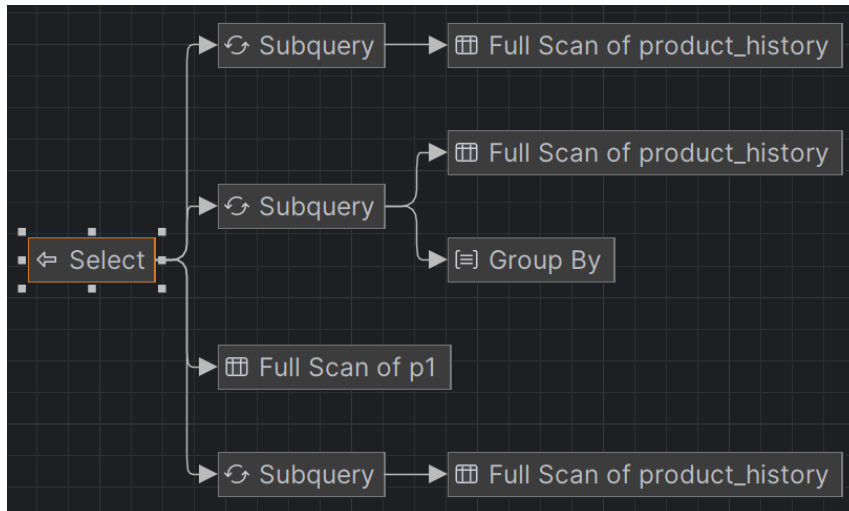 Subquery
Full Scan of product_history
Full Scan of product_history
Subquery
Select
Group By
Full Scan of p1
Subquery
Full Scan of product_history